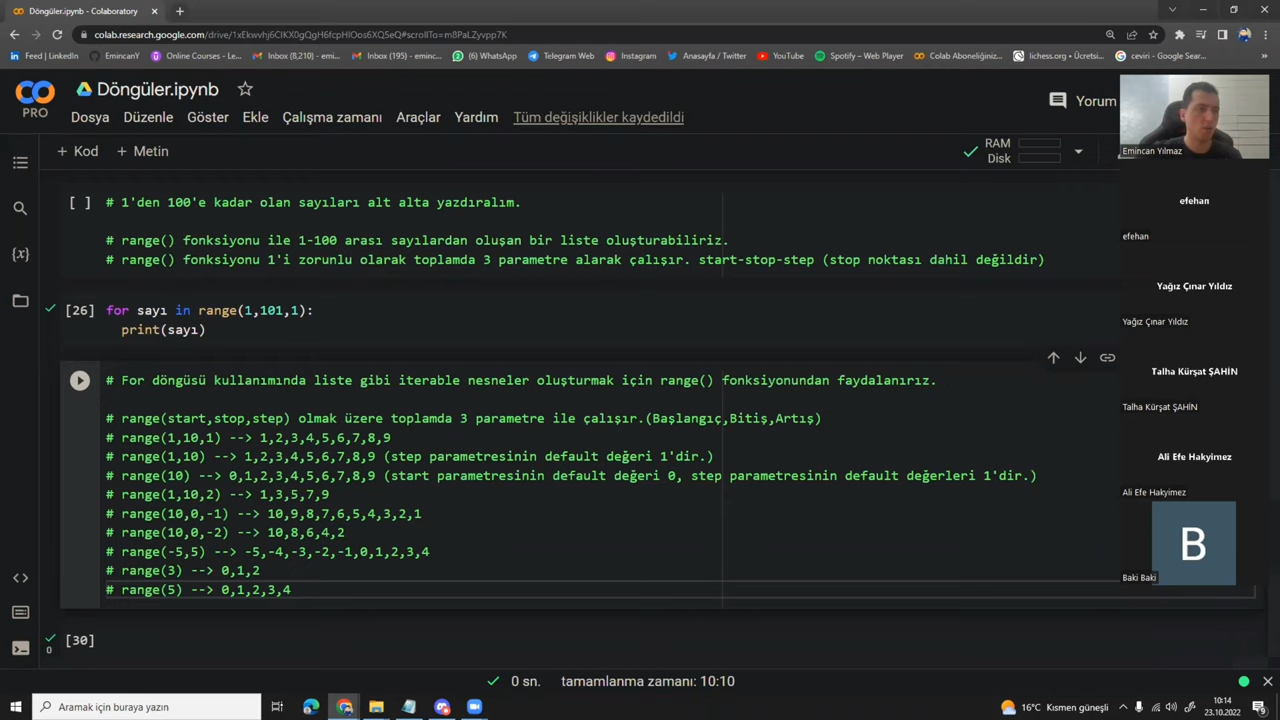 Döngüler.ipynb - Colaboratory
colab.research.google.com/drive/1xEkwvhj6CIKX0gQgH6fcpHIOos6XQ5eQ#scrollTo=m8PaLZyvpp7K
Feed | LinkedIn
EmincanY
Online Courses - Le...
Inbox (8,210) - emi...
Inbox (195) - eminc...
(6) WhatsApp
Telegram Web
Instagram
Anasayfa / Twitter
YouTube
Spotify – Web Player
Colab Aboneliğiniz...
lichess.org • Ücretsi...
ceviri - Google Sear...
PRO
Döngüler.ipynb
Yorum
Dosya Düzenle Göster Ekle Çalışma zamanı Araçlar Yardım Tüm değişiklikler kaydedildi
+ Kod + Metin
RAM
Disk
Emincan Yılmaz
[ ] # 1'den 100'e kadar olan sayıları alt alta yazdıralım.
# range() fonksiyonu ile 1-100 arası sayılardan oluşan bir liste oluşturabiliriz.
# range() fonksiyonu 1'i zorunlu olarak toplamda 3 parametre alarak çalışır. start-stop-step (stop noktası dahil değildir)
[26] for sayı in range(1,101,1):
print(sayı)
# For döngüsü kullanımında liste gibi iterable nesneler oluşturmak için range() fonksiyonundan faydalanırız.
# range(start,stop,step) olmak üzere toplamda 3 parametre ile çalışır.(Başlangıç,Bitiş,Artış)
# range(1,10,1) --> 1,2,3,4,5,6,7,8,9
# range(1,10) --> 1,2,3,4,5,6,7,8,9 (step parametresinin default değeri 1'dir.)
# range(10) --> 0,1,2,3,4,5,6,7,8,9 (start parametresinin default değeri 0, step parametresinin default değerleri 1'dir.)
# range(1,10,2) --> 1,3,5,7,9
# range(10,0,-1) --> 10,9,8,7,6,5,4,3,2,1
# range(10,0,-2) --> 10,8,6,4,2
# range(-5,5) --> -5,-4,-3,-2,-1,0,1,2,3,4
# range(3) --> 0,1,2
# range(5) --> 0,1,2,3,4
[30]
0
efehan
efehan
Yağız Çınar Yıldız
Yağız Çınar Yıldız
Talha Kürşat ŞAHİN
Talha Kürşat ŞAHİN
Ali Efe Hakyimez
Ali Efe Hakyimez
B
Baki Baki
0 sn. tamamlanma zamanı: 10:10
Aramak için buraya yazın
16°C Kısmen güneşli
10:14
23.10.2022